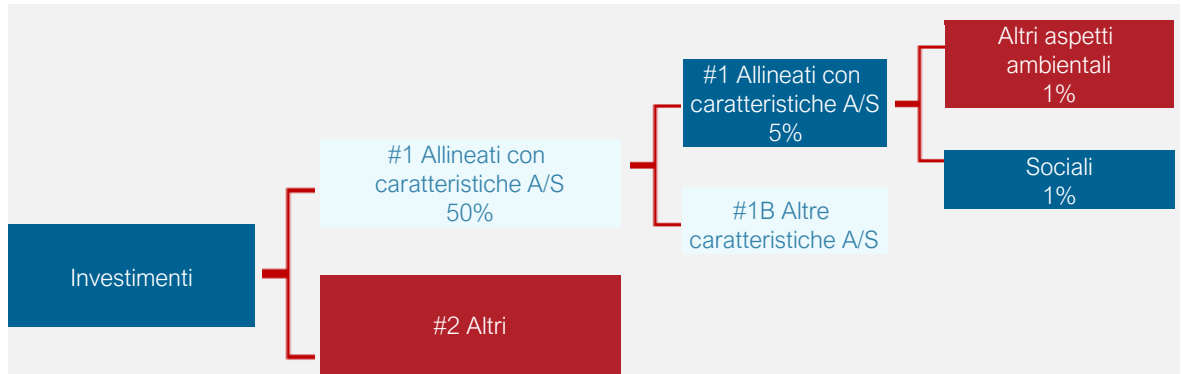 Investimenti
#1 Allineati con
caratteristiche A/S
50%
#2 Altri
#1 Allineati con
caratteristiche A/S
5%
#1B Altre
caratteristiche A/S
Altri aspetti
ambientali
1%
Sociali
1%